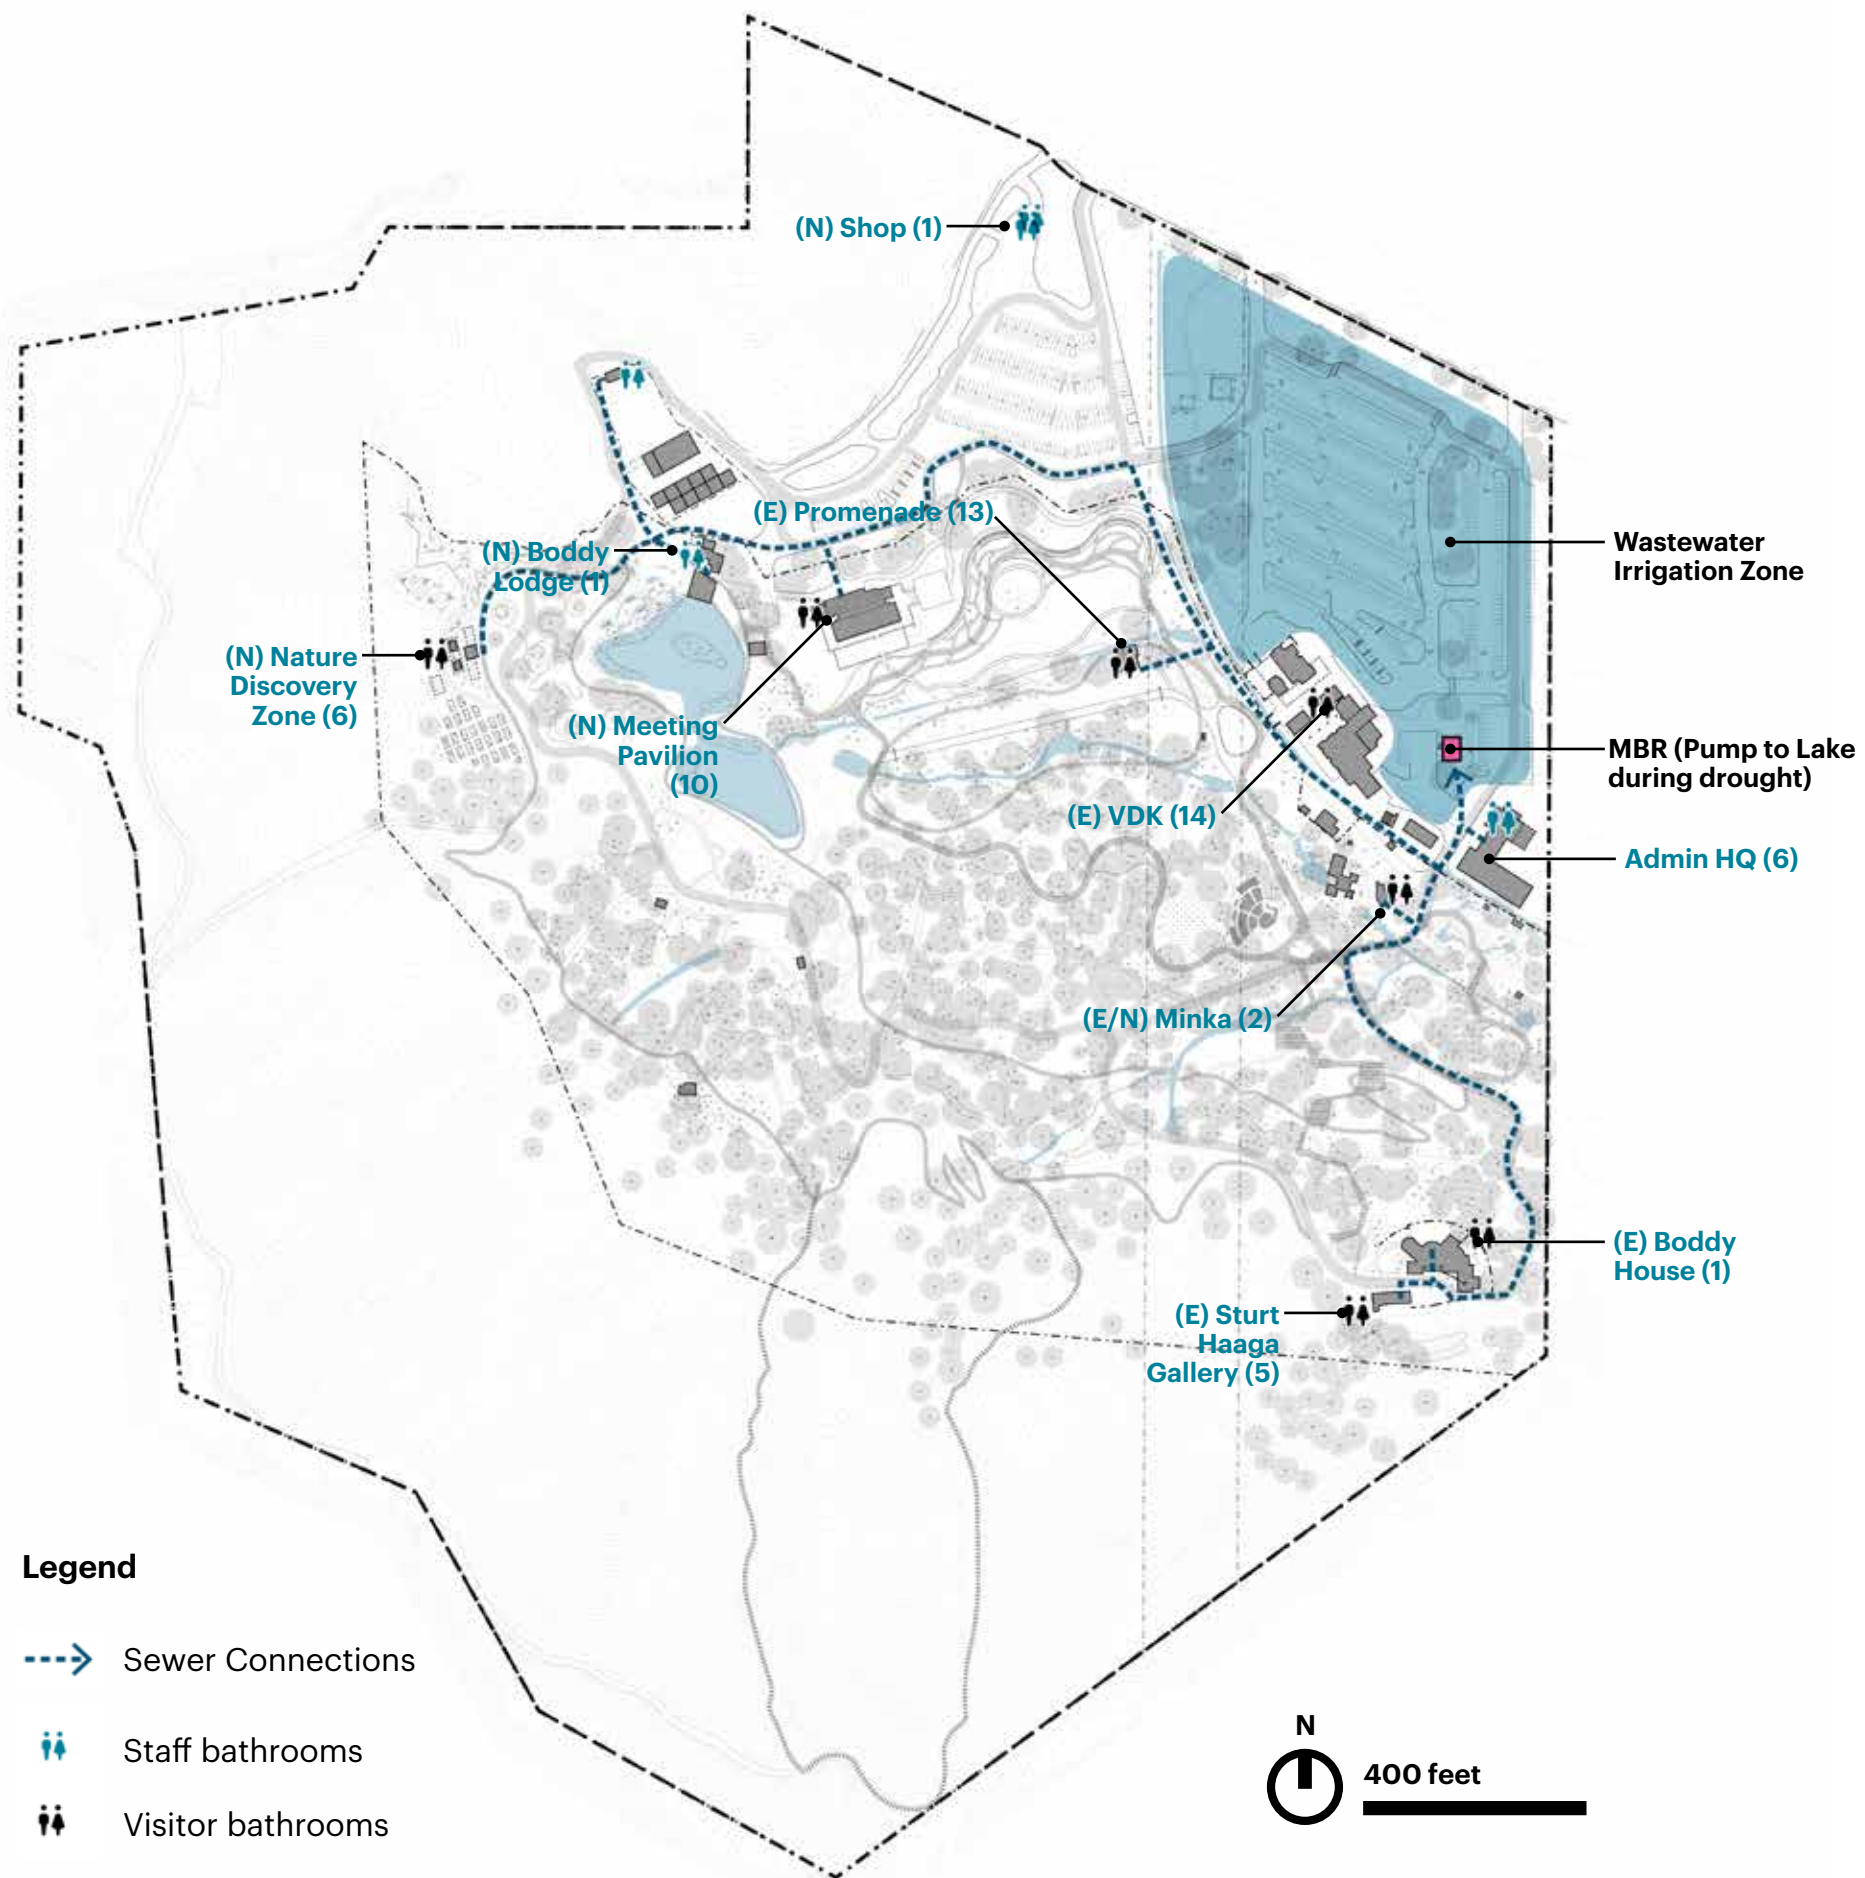 (N) Shop (1)
(E) Promenade (13)
(N) Boddy
Lodge (1)
Wastewater
Irrigation Zone
(N) Nature
Discovery
Zone (6)
(N) Meeting
Pavilion
(10)
MBR (Pump to Lake
during drought)
(E) VDK (14)
Admin HQ (6)
(E/N) Minka (2)
(E) Boddy
House (1)
(E) Sturt
Haaga
Gallery (5)
Legend
Sewer Connections
Staff bathrooms
Visitor bathrooms
N
400 feet